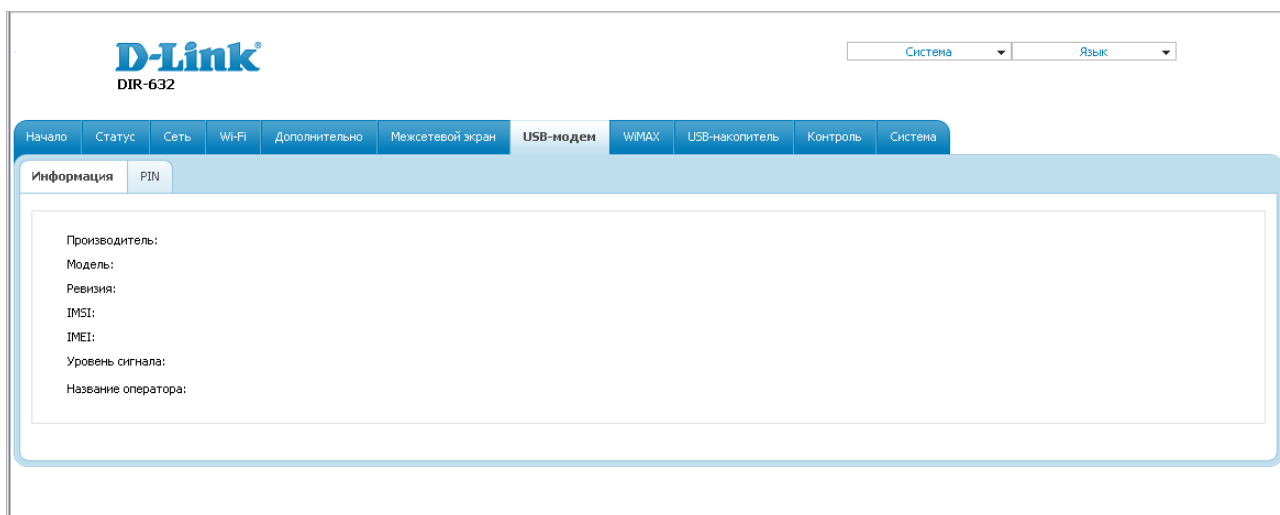 D-Link®
DIR-632
Система Язык
Начало Статус Сеть Wi-Fi Дополнительно Межсетевой экран USB-модем WiMAX USB-накопитель Контроль Система
Информация PIN
Производитель:
Модель:
Ревизия:
IMSI:
IMEI:
Уровень сигнала:
Название оператора: